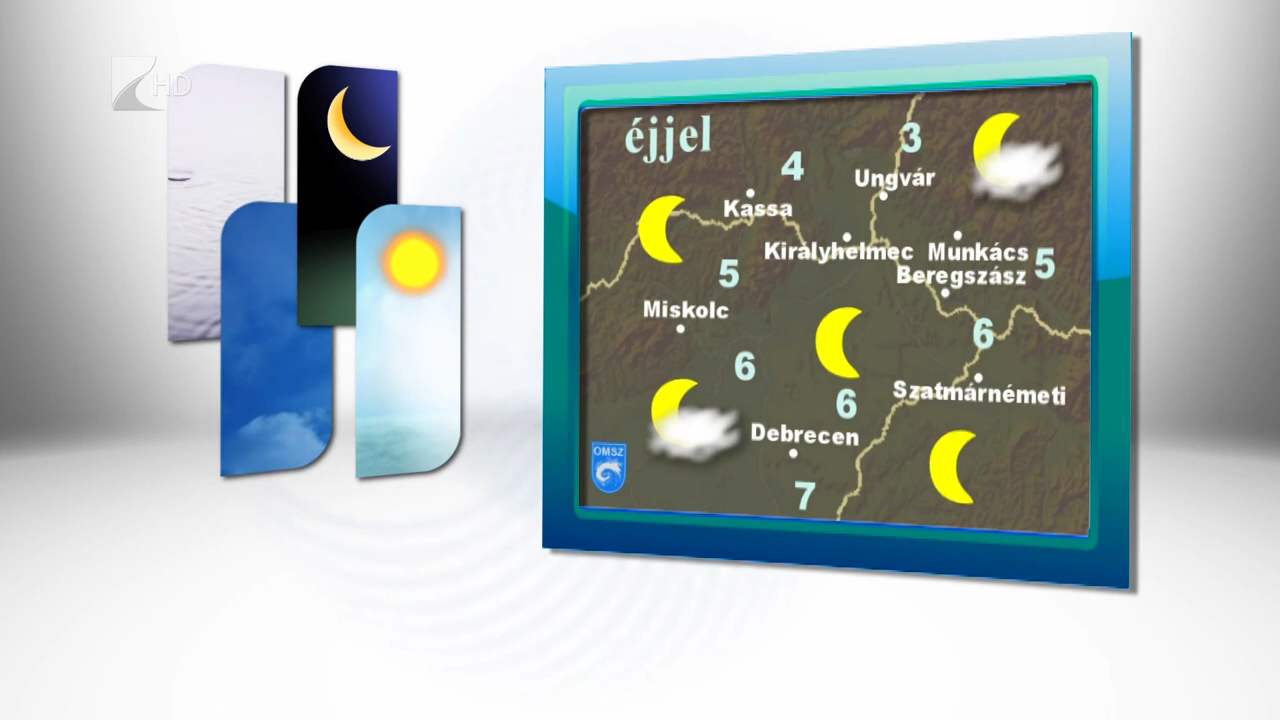 HD
éjjel
3
4
Ungvár
Kassa
Királyhelmec
Munkács
5
Beregszász
5
Miskolc
6
6
Szatmárnémeti
6
Debrecen
OMSZ
7